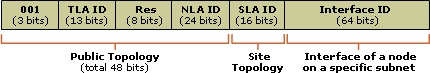 001 TLA ID Res NLA ID SLA ID Interface ID
(3 bits) (13 bits) (8 bits) (24 bits) (16 bits) (64 bits)
Public Topology Site Interface of a node
(total 48 bits) Topology on a specific subnet